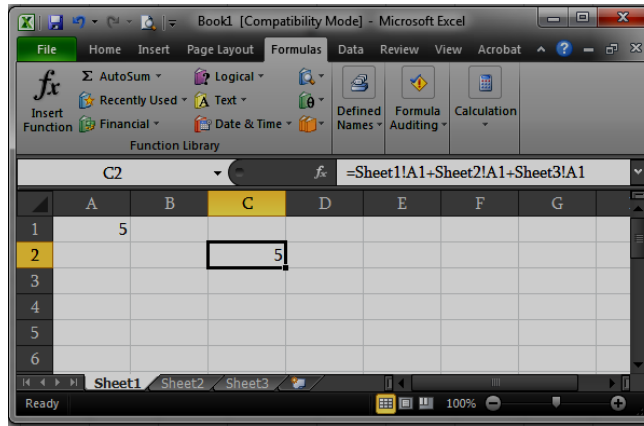 Book1 [Compatibility Mode] - Microsoft Excel
File Home Insert Page Layout Formulas Data Review View Acrobat
fx Insert Function
Σ AutoSum
Recently Used
Financial
Logical
A Text
Date & Time
θ
Function Library
Defined Names
Formula Auditing
Calculation
C2 fx =Sheet1!A1+Sheet2!A1+Sheet3!A1
A B C D E F G
1 5
2 5
3
4
5
6
Sheet1 Sheet2 Sheet3
Ready 100%